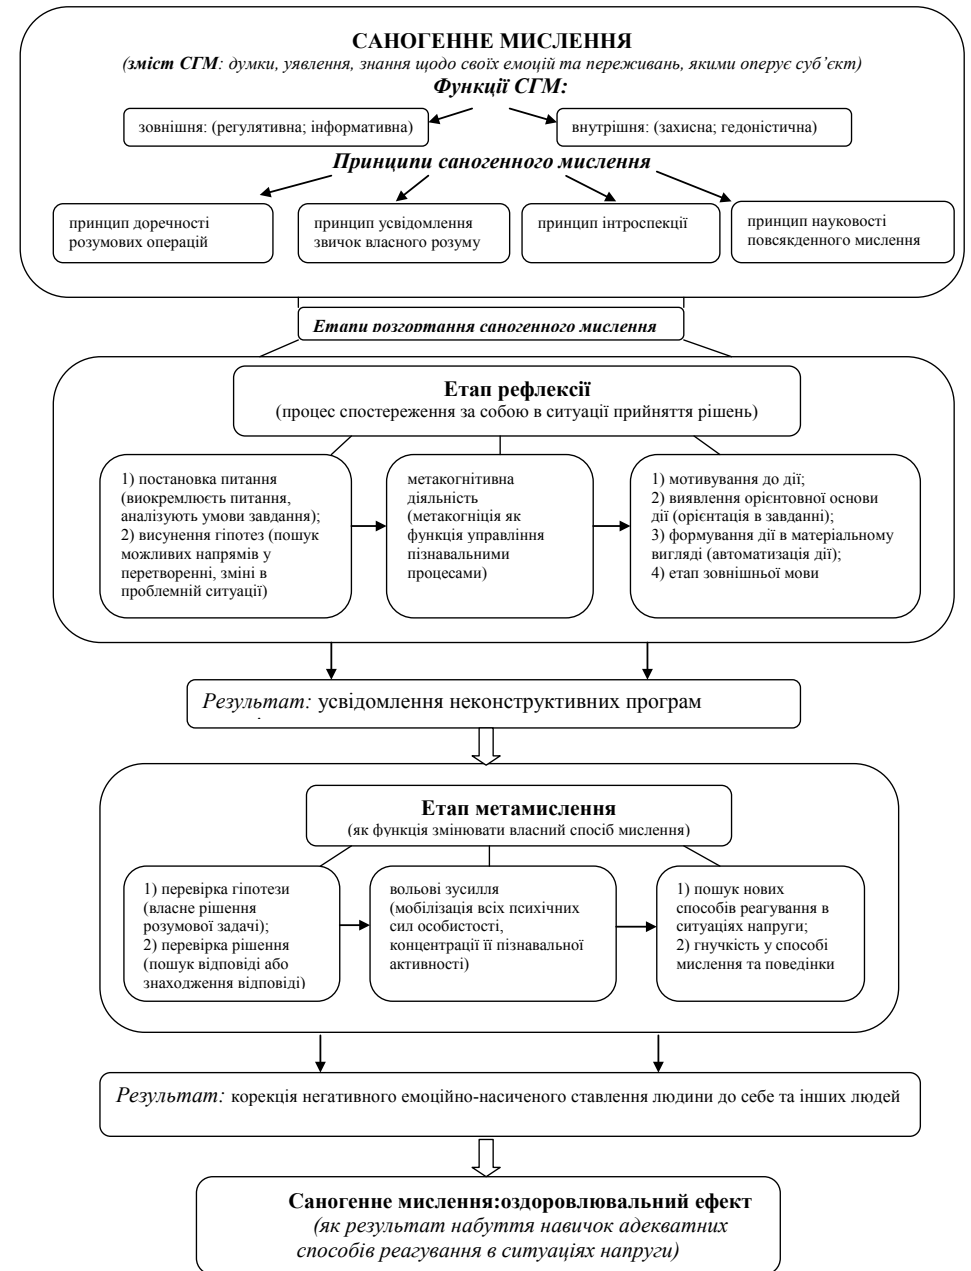 САНОГЕННЕ МИСЛЕННЯ
(зміст СГМ: думки, уявлення, знання щодо своїх емоцій та переживань, якими оперує суб’єкт)
Функції СГМ:
зовнішня: (регулятивна; інформативна)
внутрішня: (захисна; гедоністична)
Принципи саногенного мислення
принцип доречності
розумових операцій
принцип усвідомлення
звичок власного розуму
принцип інтроспекції
принцип науковості
повсякденного мислення
Етапи розгортання саногенного мислення
Етап рефлексії
(процес спостереження за собою в ситуації прийняття рішень)
1) постановка питання
(виокремлюють питання,
аналізують умови завдання);
2) висунення гіпотез (пошук
можливих напрямів у
перетворенні, зміні в
проблемній ситуації)
метакогнітивна
діяльність
(метакогніція як
функція управління
пізнавальними
процесами)
1) мотивування до дії;
2) виявлення орієнтовної основи
дії (орієнтація в завданні);
3) формування дії в матеріальному
вигляді (автоматизація дії);
4) етап зовнішньої мови
Результат: усвідомлення неконструктивних програм
Етап метамислення
(як функція змінювати власний спосіб мислення)
1) перевірка гіпотези
(власне рішення
розумової задачі);
2) перевірка рішення
(пошук відповіді або
знаходження відповіді)
вольові зусилля
(мобілізація всіх психічних
сил особистості,
концентрації її пізнавальної
активності)
1) пошук нових
способів реагування в
ситуаціях напруги;
2) гнучкість у способі
мислення та поведінки
Результат: корекція негативного емоційно-насиченого ставлення людини до себе та інших людей
Саногенне мислення:оздоровлювальний ефект
(як результат набуття навичок адекватних
способів реагування в ситуаціях напруги)